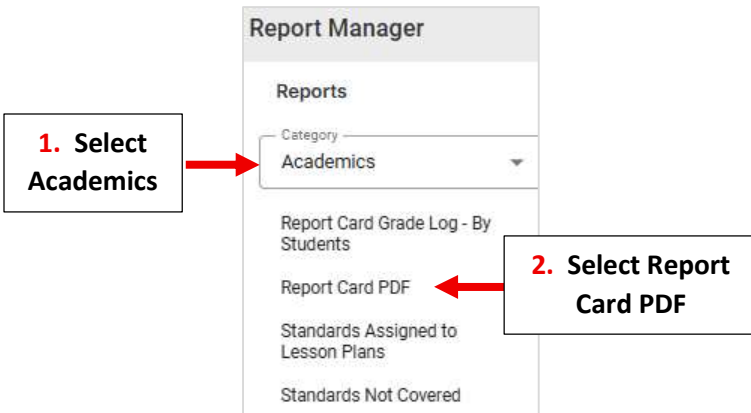 Report Manager
Reports
Category
Academics
1. Select
Academics
Report Card Grade Log - By
Students
Report Card PDF
2. Select Report
Card PDF
Standards Assigned to
Lesson Plans
Standards Not Covered